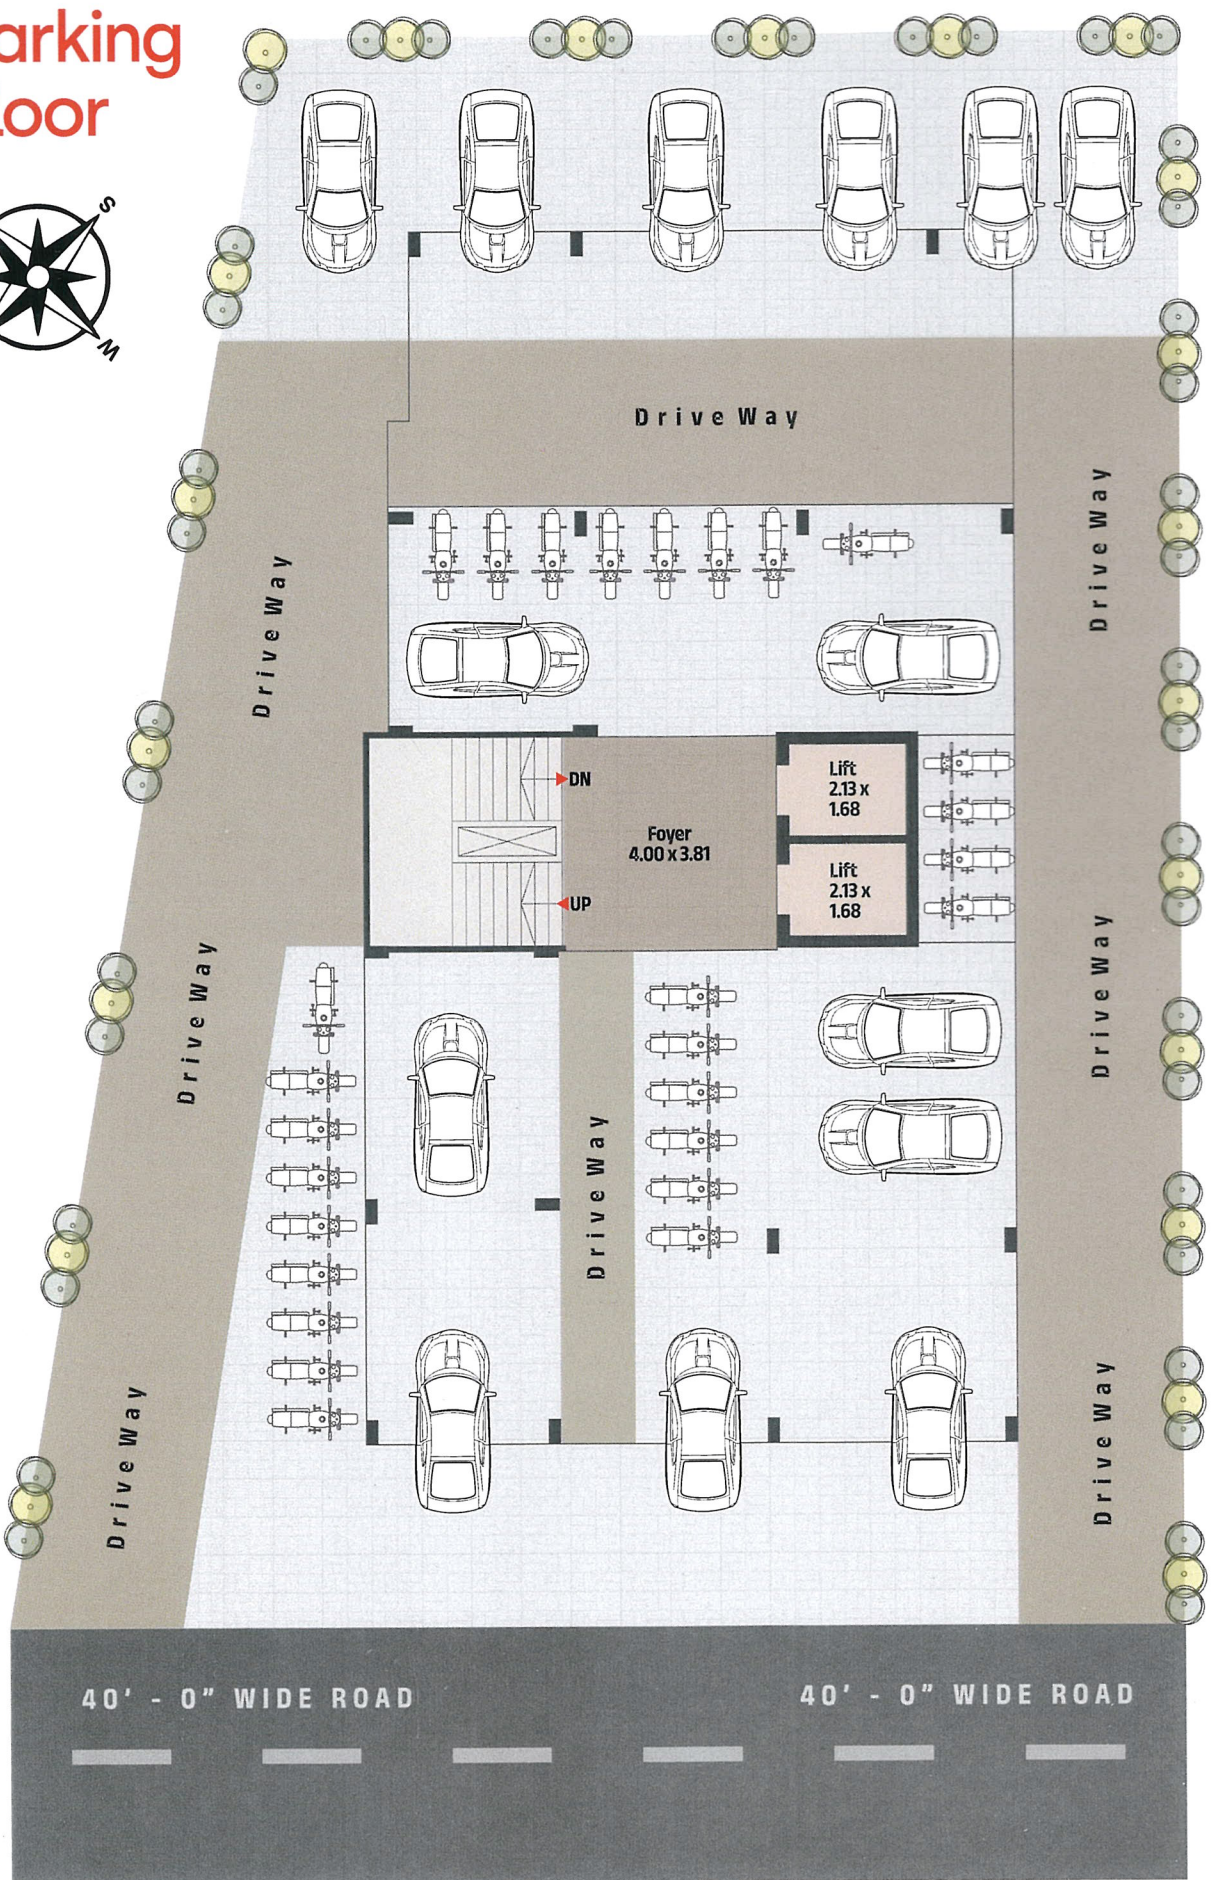 arking
loor
S
W
Drive Way
Drive Way
Drive Way
DN
Foyer
4.00 x 3.81
UP
Lift
2.13 x
1.68
Lift
2.13 x
1.68
Drive Way
Drive Way
Drive Way
Drive Way
Drive Way
40' - 0" WIDE ROAD
40' - 0" WIDE ROAD